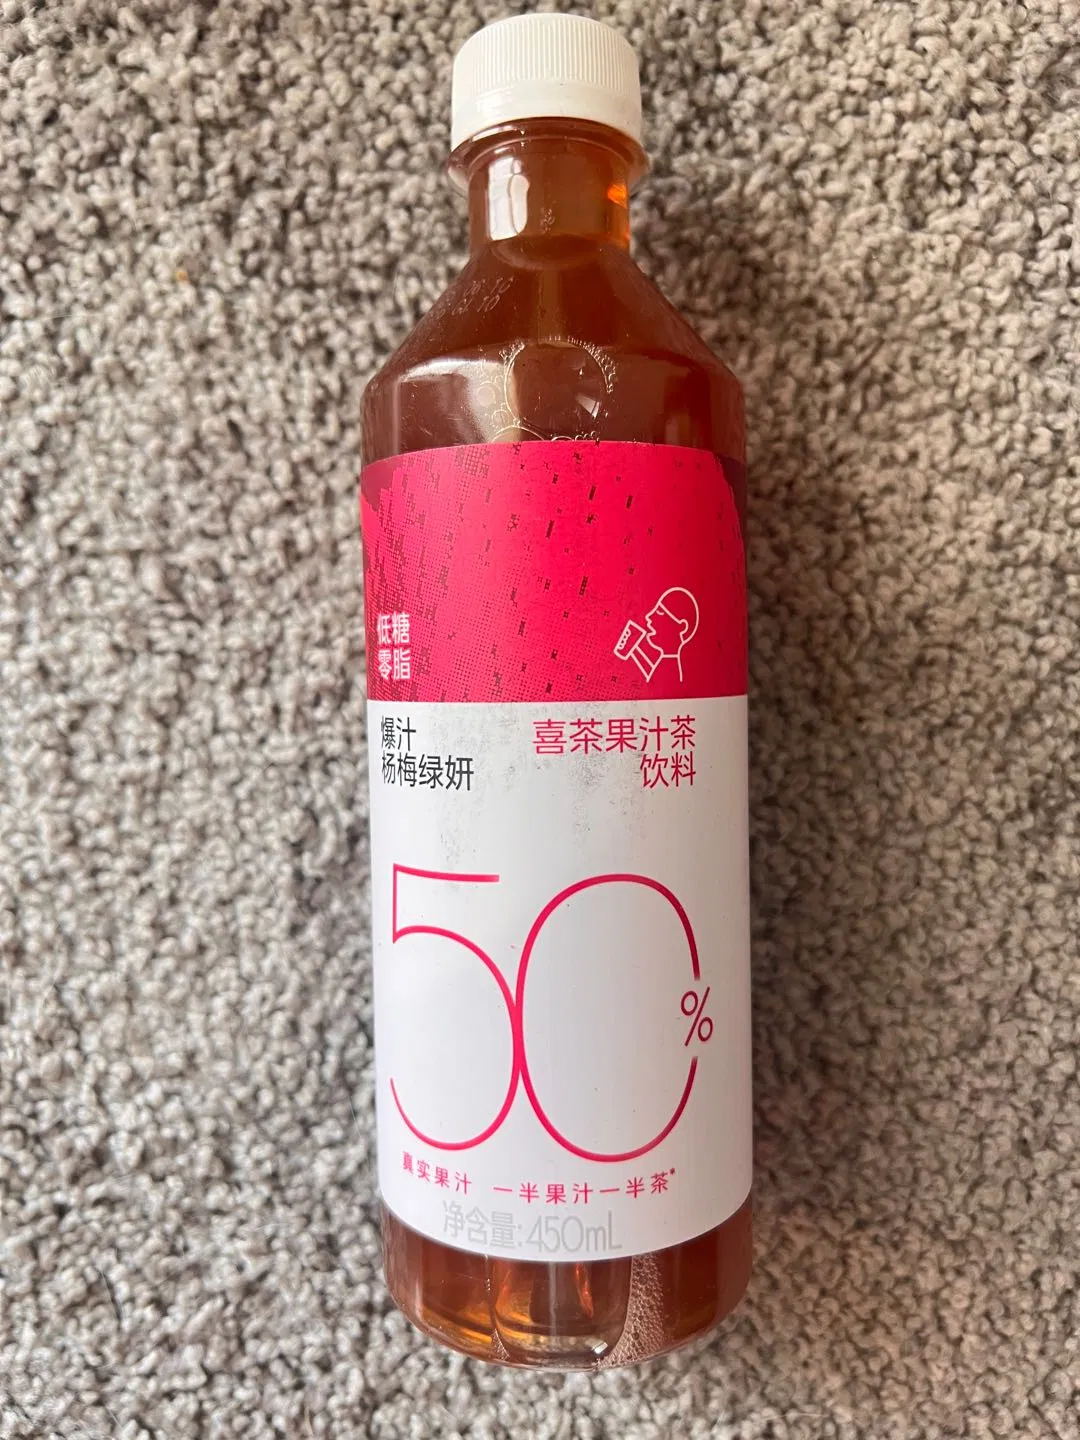 低糖
零脂
爆汁
杨梅绿妍
喜茶果汁茶
饮料
50%
真实果汁 一半果汁一半茶*
净含量:450mL